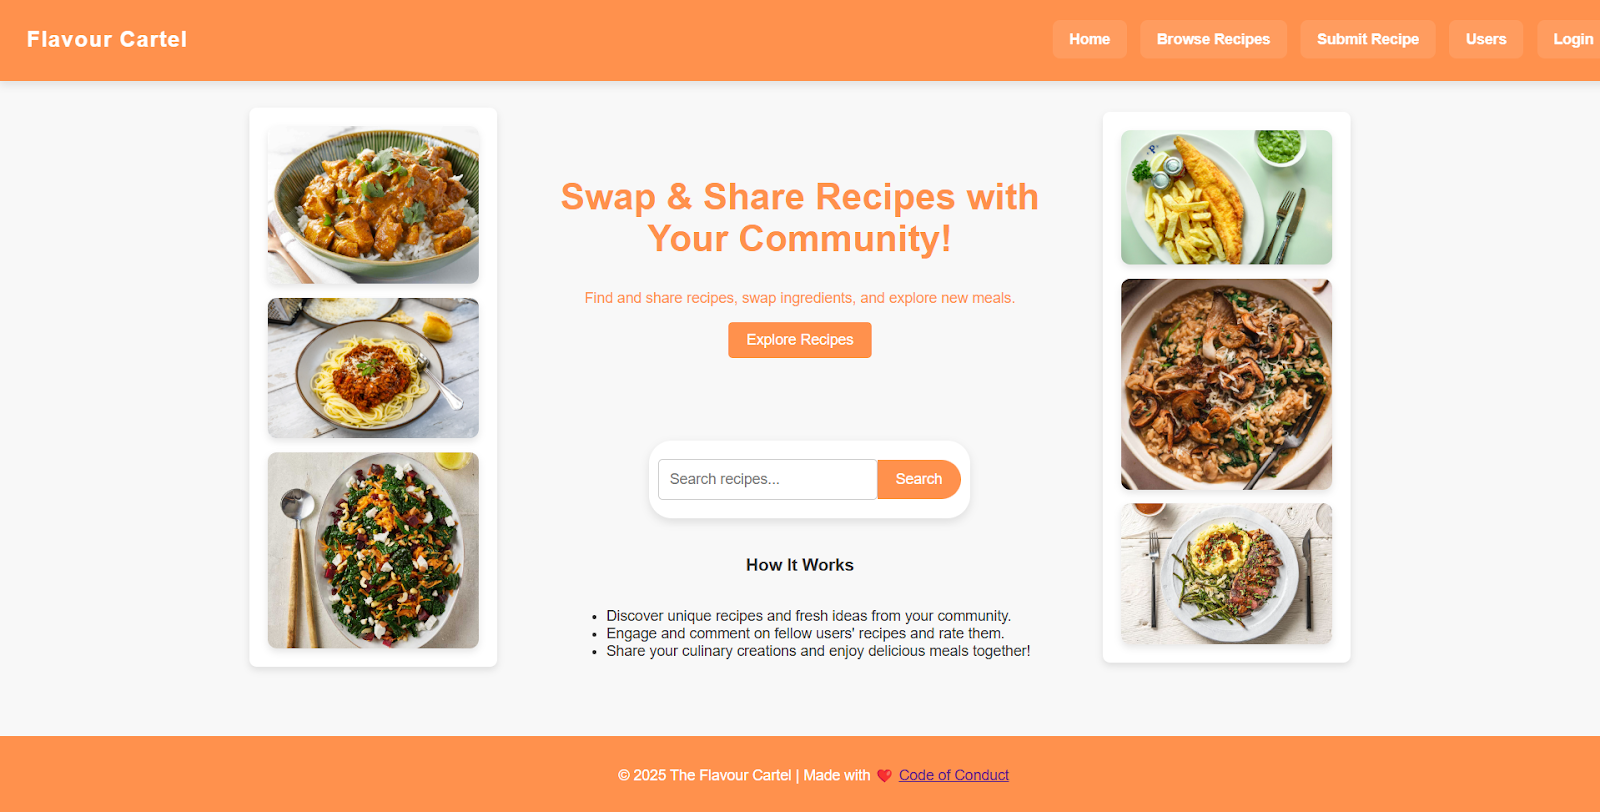 Flavour Cartel
Home
Browse Recipes
Submit Recipe
Users
Login
Swap & Share Recipes with
Your Community!
Find and share recipes, swap ingredients, and explore new meals.
Explore Recipes
Search recipes...
Search
How It Works
• Discover unique recipes and fresh ideas from your community.
• Engage and comment on fellow users' recipes and rate them.
• Share your culinary creations and enjoy delicious meals together!
© 2025 The Flavour Cartel | Made with ❤️ Code of Conduct